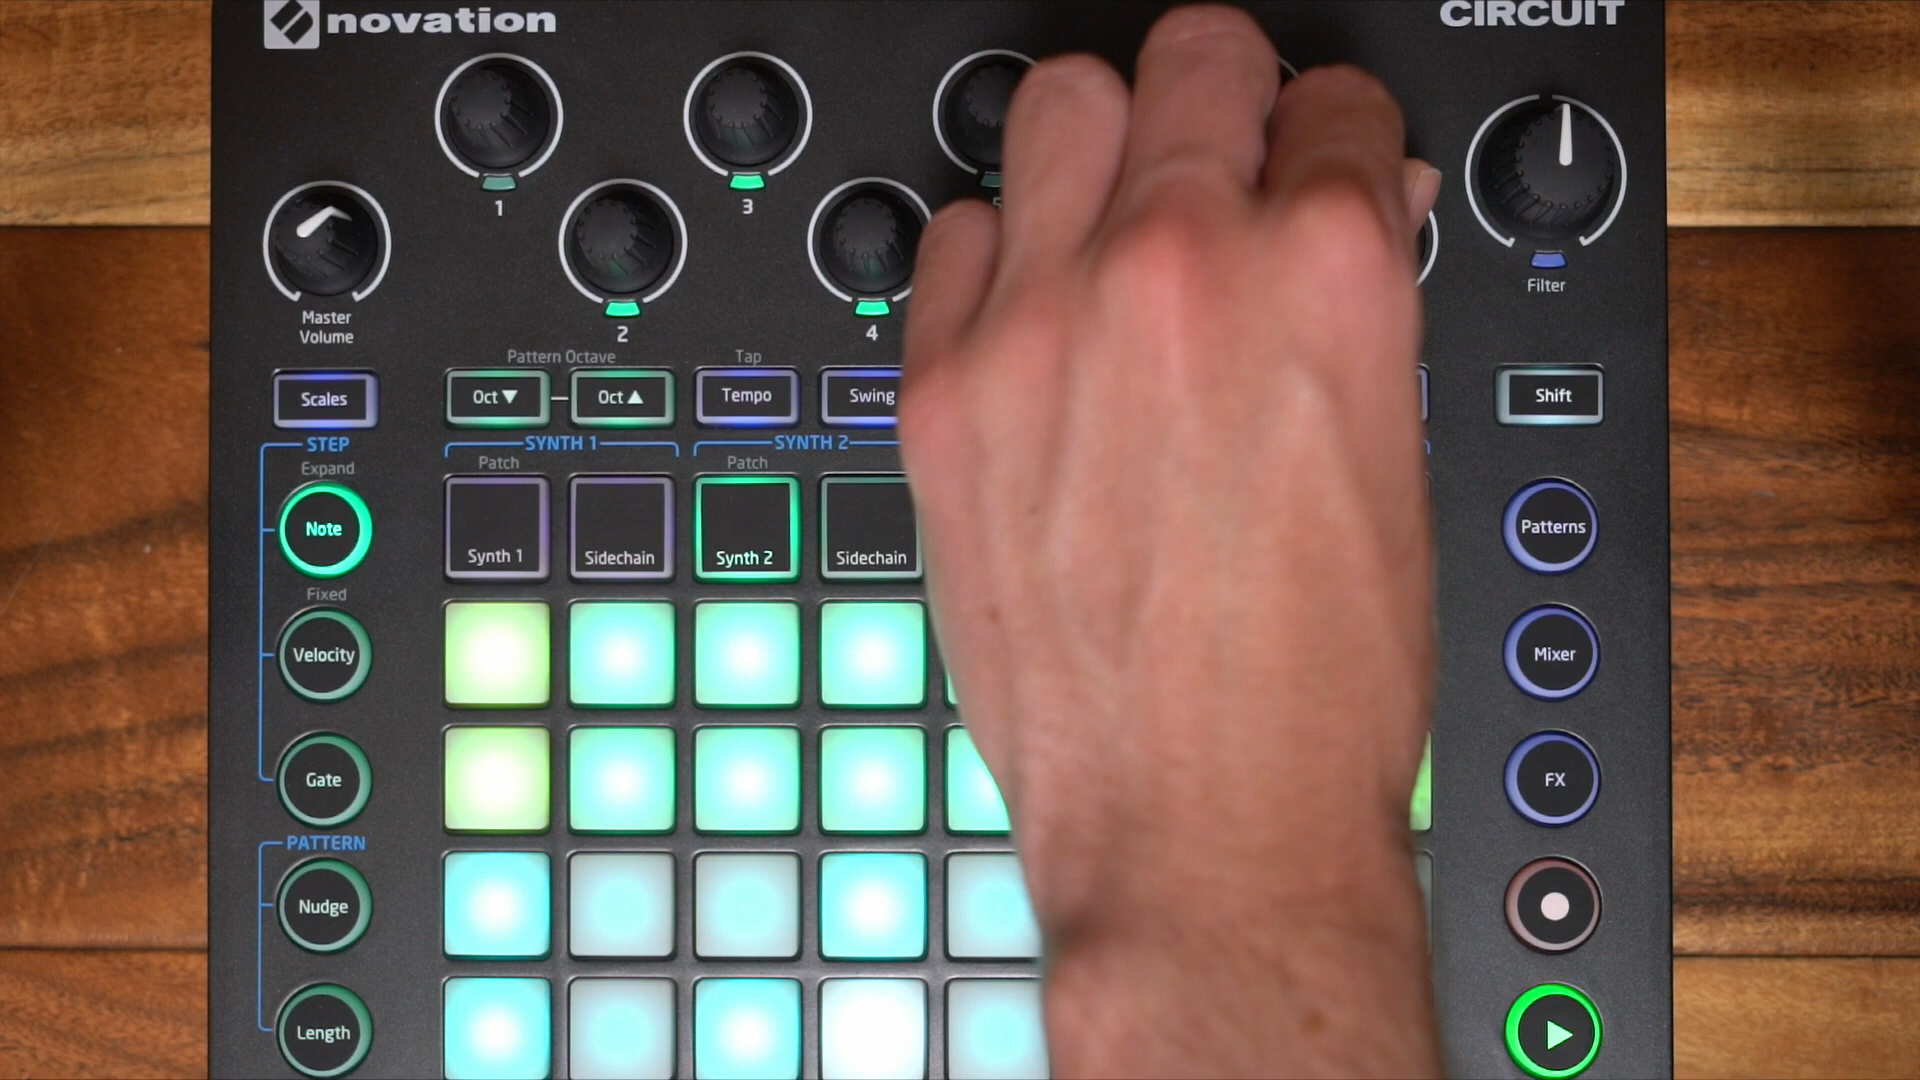 novation
CIRCUIT
1
3
5
Master
Volume
2
4
Filter
Pattern Octave
Tap
Scales
Oct ▼
Oct ▲
Tempo
Swing
Shift
STEP
SYNTH 1
SYNTH 2
Expand
Patch
Patch
Note
Synth 1
Sidechain
Synth 2
Sidechain
Patterns
Fixed
Velocity
Mixer
Gate
FX
PATTERN
Nudge
Length